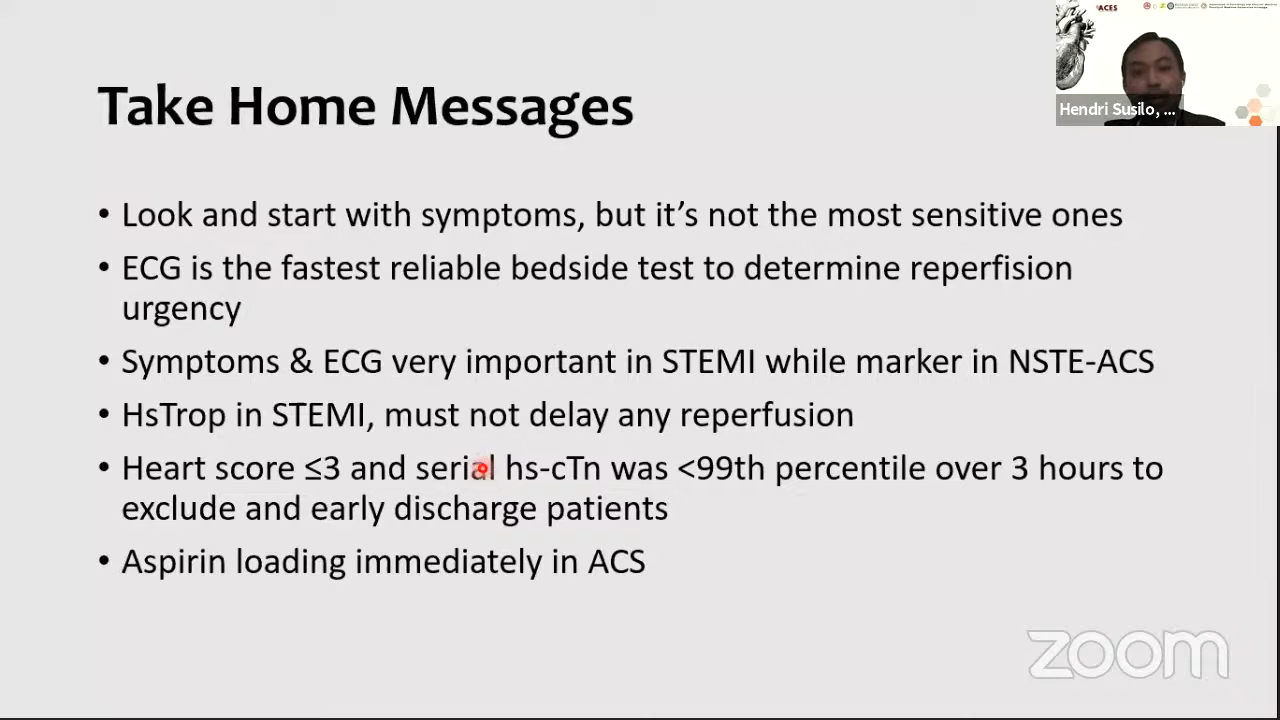 ACES
Hendri Susilo, ...
Take Home Messages
• Look and start with symptoms, but it’s not the most sensitive ones
• ECG is the fastest reliable bedside test to determine reperfision
urgency
• Symptoms & ECG very important in STEMI while marker in NSTE-ACS
• HsTrop in STEMI, must not delay any reperfusion
• Heart score ≤3 and serial hs-cTn was <99th percentile over 3 hours to
exclude and early discharge patients
• Aspirin loading immediately in ACS
zoom